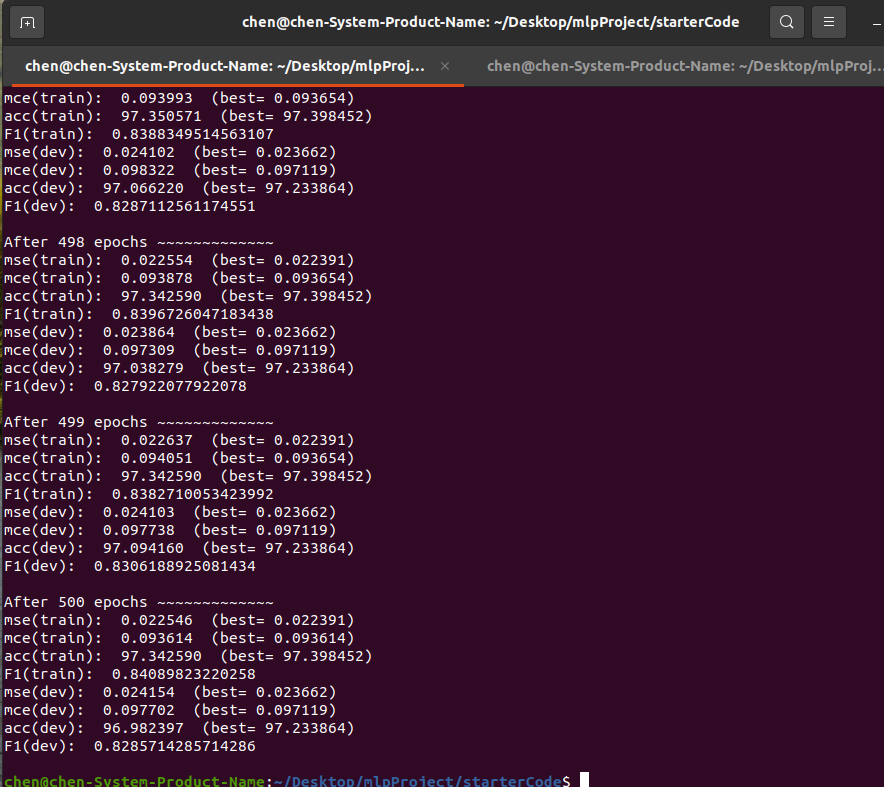 chen@chen-System-Product-Name: ~/Desktop/mlpProject/starterCode
chen@chen-System-Product-Name: ~/Desktop/mlpProj... × chen@chen-System-Product-Name: ~/Desktop/mlpProj...
mce(train):  0.093993  (best= 0.093654)
acc(train):  97.350571  (best= 97.398452)
F1(train):  0.8388349514563107
mse(dev):  0.024102  (best= 0.023662)
mce(dev):  0.098322  (best= 0.097119)
acc(dev):  97.066220  (best= 97.233864)
F1(dev):  0.8287112561174551
After 498 epochs ~~~~~~~~~~~~~
mse(train):  0.022554  (best= 0.022391)
mce(train):  0.093878  (best= 0.093654)
acc(train):  97.342590  (best= 97.398452)
F1(train):  0.8396726047183438
mse(dev):  0.023864  (best= 0.023662)
mce(dev):  0.097309  (best= 0.097119)
acc(dev):  97.038279  (best= 97.233864)
F1(dev):  0.827922077922078
After 499 epochs ~~~~~~~~~~~~~
mse(train):  0.022637  (best= 0.022391)
mce(train):  0.094051  (best= 0.093654)
acc(train):  97.342590  (best= 97.398452)
F1(train):  0.8382710053423992
mse(dev):  0.024103  (best= 0.023662)
mce(dev):  0.097738  (best= 0.097119)
acc(dev):  97.094160  (best= 97.233864)
F1(dev):  0.8306188925081434
After 500 epochs ~~~~~~~~~~~~~
mse(train):  0.022546  (best= 0.022391)
mce(train):  0.093614  (best= 0.093614)
acc(train):  97.342590  (best= 97.398452)
F1(train):  0.84089823220258
mse(dev):  0.024154  (best= 0.023662)
mce(dev):  0.097702  (best= 0.097119)
acc(dev):  96.982397  (best= 97.233864)
F1(dev):  0.8285714285714286
chen@chen-System-Product-Name:~/Desktop/mlpProject/starterCode$